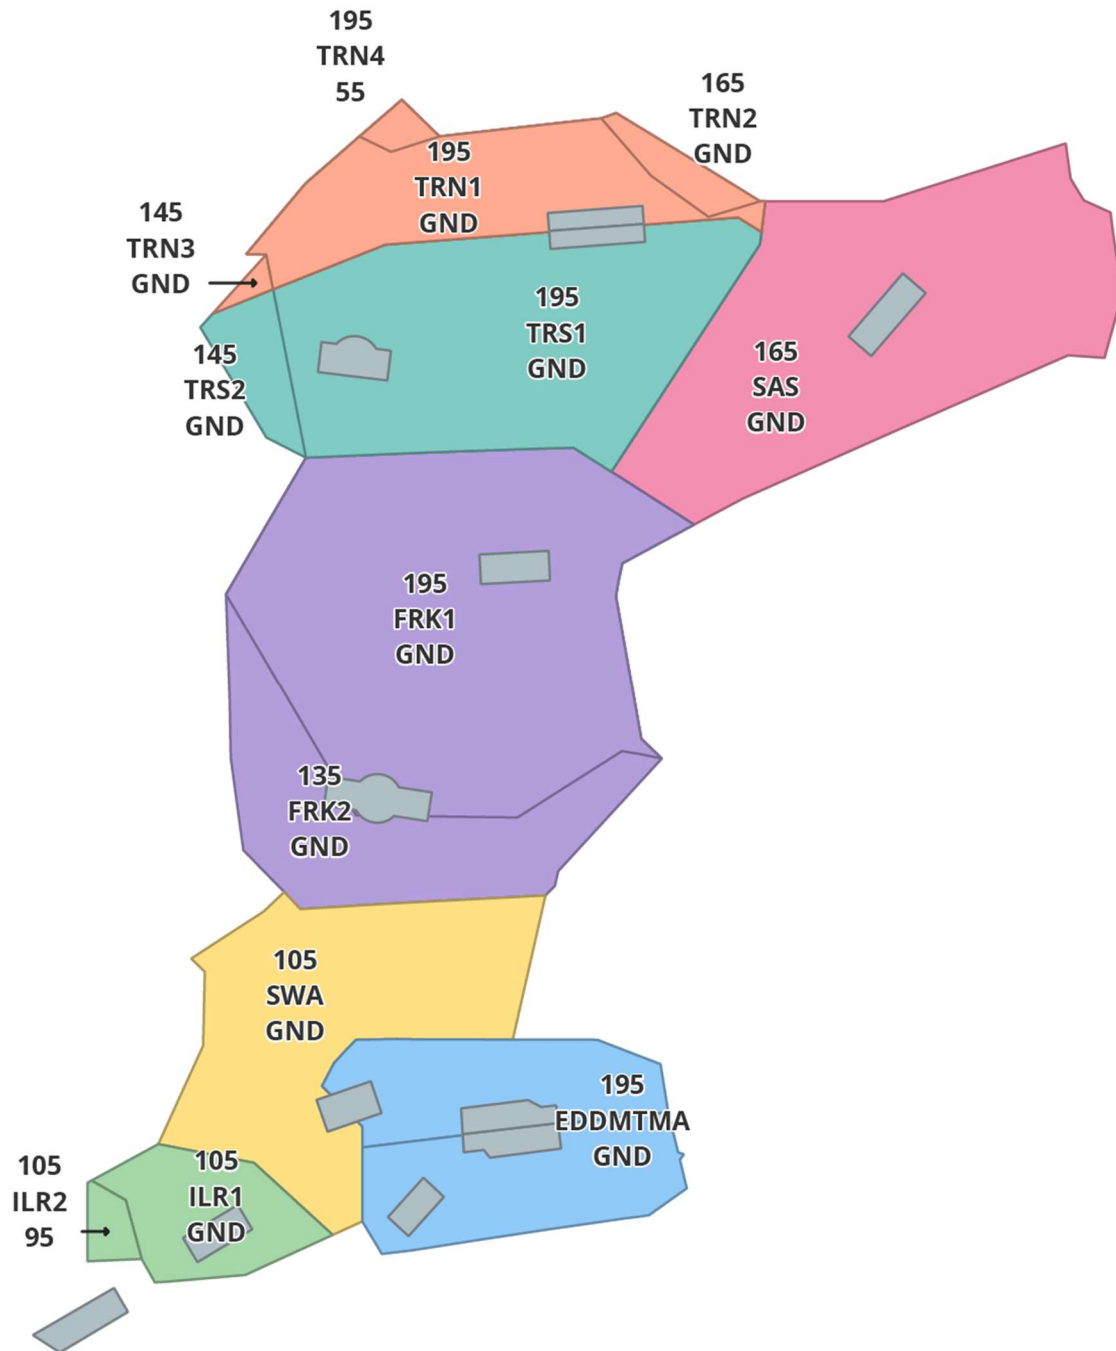 195
TRN4
55
165
TRN2
GND
195
TRN1
GND
145
TRN3
GND
195
TRS1
GND
145
TRS2
GND
165
SAS
GND
195
FRK1
GND
135
FRK2
GND
105
SWA
GND
195
EDDMTMA
GND
105
ILR1
GND
105
ILR2
95